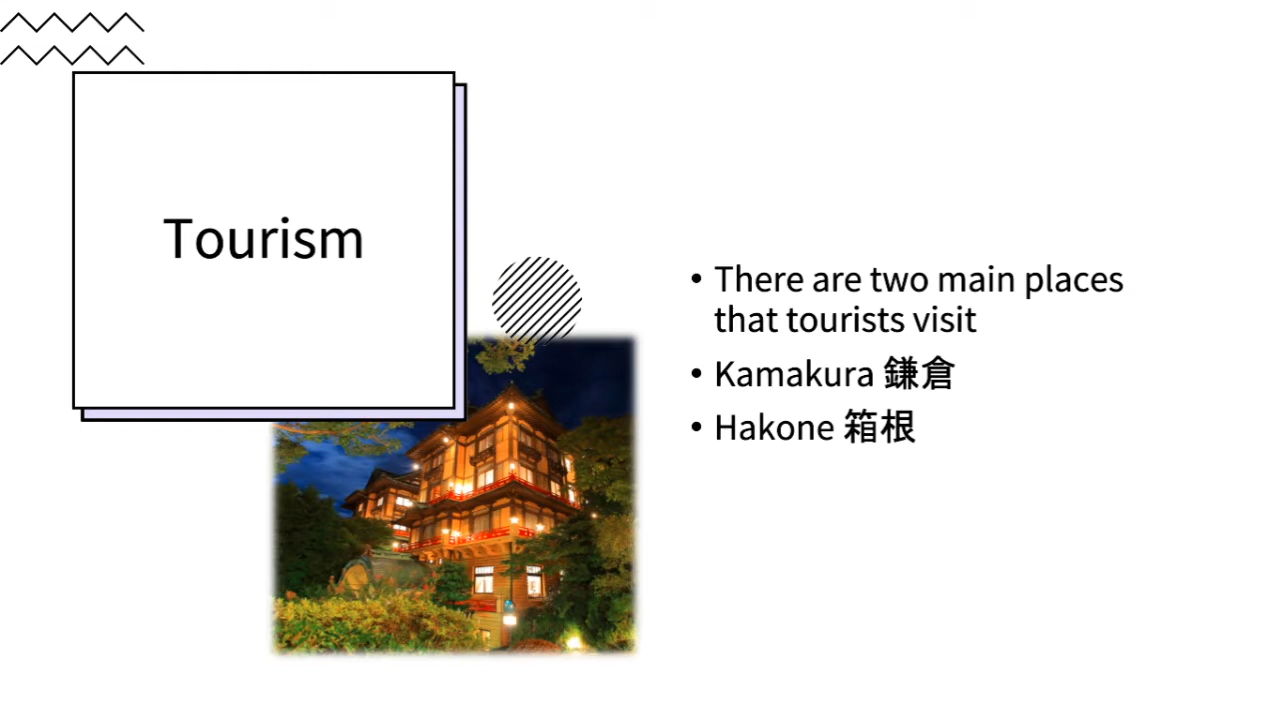 Tourism
• There are two main places
that tourists visit
• Kamakura 鎌倉
• Hakone 箱根